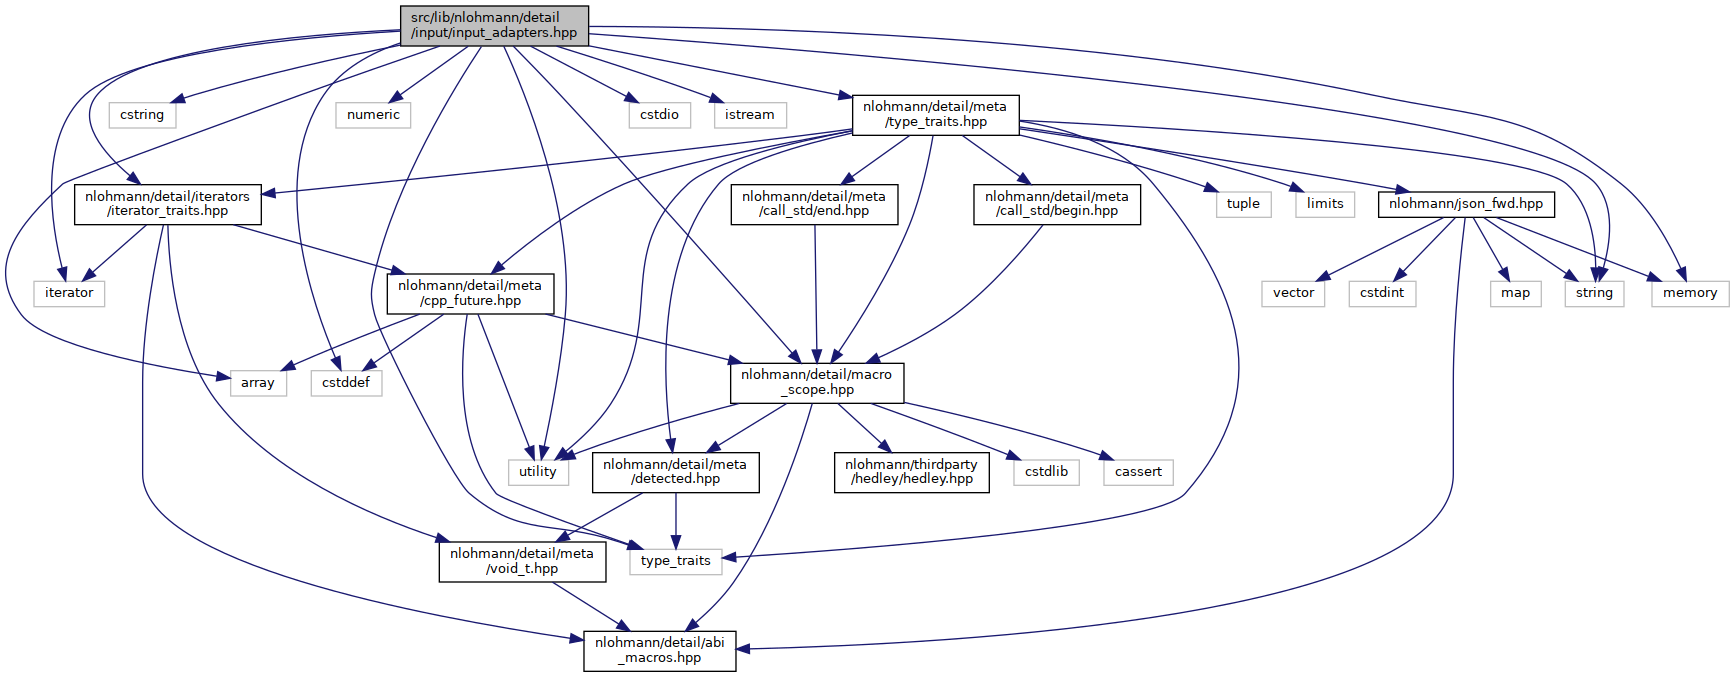 src/lib/nlohmann/detail
/input/input_adapters.hpp
cstring
numeric
cstdio
istream
nlohmann/detail/meta
/type_traits.hpp
nlohmann/detail/iterators
/iterator_traits.hpp
nlohmann/detail/meta
/call_std/end.hpp
nlohmann/detail/meta
/call_std/begin.hpp
tuple
limits
nlohmann/json_fwd.hpp
iterator
nlohmann/detail/meta
/cpp_future.hpp
vector
cstdint
map
string
memory
array
cstddef
nlohmann/detail/macro
_scope.hpp
utility
nlohmann/detail/meta
/detected.hpp
nlohmann/thirdparty
/hedley/hedley.hpp
cstdlib
cassert
nlohmann/detail/meta
/void_t.hpp
type_traits
nlohmann/detail/abi
_macros.hpp